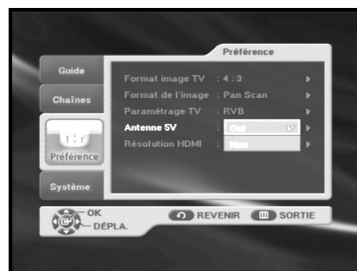 Préférence
Guide
Chaînes
Préférence
Système
Format image TV : 4 : 3
Format de l'image : Pan Scan
Paramétrage TV : RVB
Antenne 5V : Oui
Résolution HDMI : Non
OK
DÉPLA.
REVENIR
SORTIE